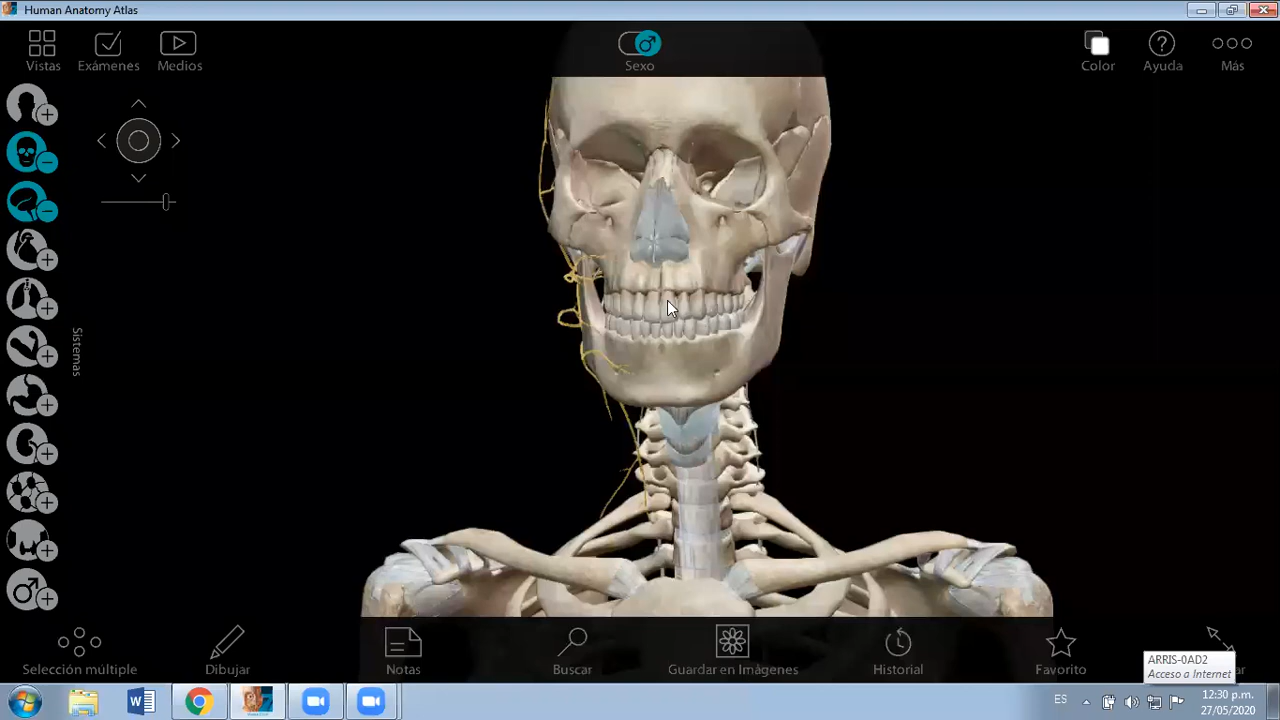 Human Anatomy Atlas
Vistas
Exámenes
Medios
Sexo
Color
Ayuda
Más
Sistemas
Selección múltiple
Dibujar
Notas
Buscar
Guardar en Imágenes
Historial
Favorito
ARRIS-0AD2
Acceso a Internet
ES
12:30 p.m.
27/05/2020